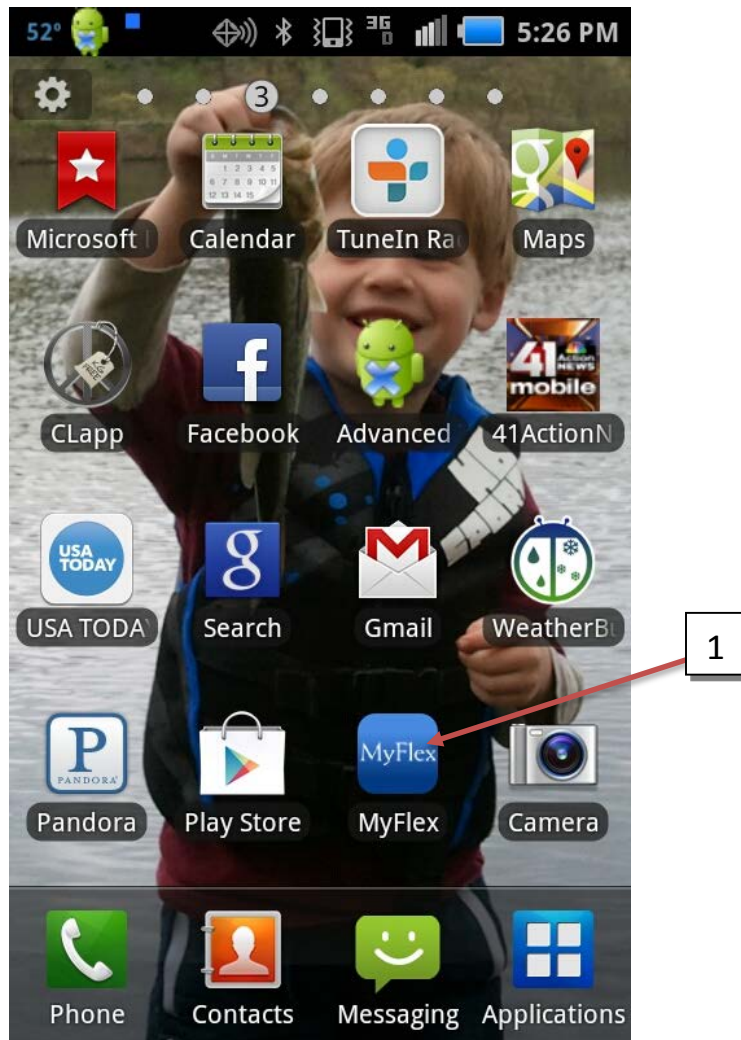 52° 3G D 5:26 PM
3
Microsoft Calendar TuneIn Ra Maps
FREE 41 Action NEWS mobile
CLapp Facebook Advanced 41ActionN
USA TODAY g MyFlex
USA TODA Search Gmail WeatherB
1
P PANDORA MyFlex
Pandora Play Store MyFlex Camera
Phone Contacts Messaging Applications